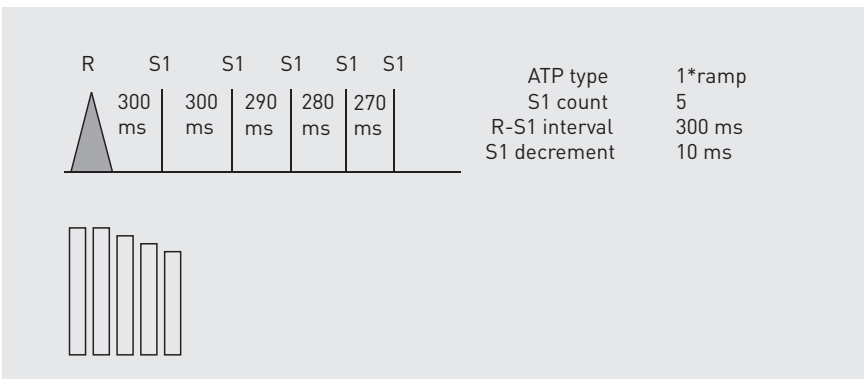 R S1 S1 S1 S1 S1
300 ms 300 ms 290 ms 280 ms 270 ms
ATP type 1*ramp
S1 count 5
R-S1 interval 300 ms
S1 decrement 10 ms